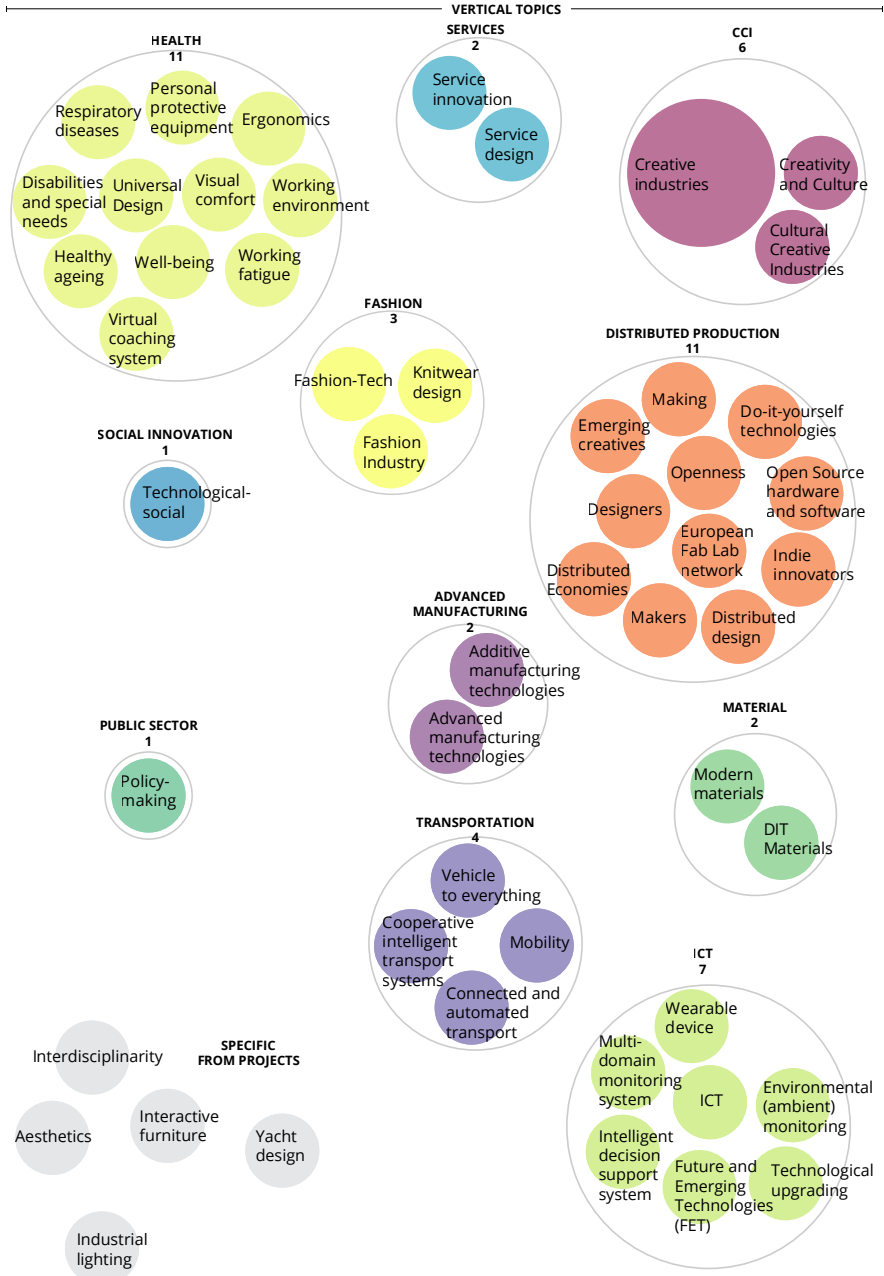 VERTICAL TOPICS
HEALTH
11
Respiratory
diseases
Personal
protective
equipment
Ergonomics
Disabilities
and special
needs
Universal
Design
Visual
comfort
Working
environment
Healthy
ageing
Well-being
Working
fatigue
Virtual
coaching
system
SERVICES
2
Service
innovation
Service
design
CCI
6
Creative
industries
Creativity
and Culture
Cultural
Creative
Industries
FASHION
3
Fashion-Tech
Knitwear
design
Fashion
Industry
DISTRIBUTED PRODUCTION
11
Making
Do-it-yourself
technologies
Emerging
creatives
Openness
Open Source
hardware
and software
Designers
European
Fab Lab
network
Indie
innovators
Distributed
Economies
Makers
Distributed
design
SOCIAL INNOVATION
1
Technological-
social
ADVANCED
MANUFACTURING
2
Additive
manufacturing
technologies
Advanced
manufacturing
technologies
MATERIAL
2
Modern
materials
DIT
Materials
PUBLIC SECTOR
1
Policy-
making
TRANSPORTATION
4
Vehicle
to everything
Cooperative
intelligent
transport
systems
Mobility
Connected and
automated
transport
ICT
7
Wearable
device
Multi-
domain
monitoring
system
ICT
Environmental
(ambient)
monitoring
Intelligent
decision
support
system
Future and
Emerging
Technologies
(FET)
Technological
upgrading
SPECIFIC
FROM PROJECTS
Interdisciplinarity
Aesthetics
Interactive
furniture
Yacht
design
Industrial
lighting